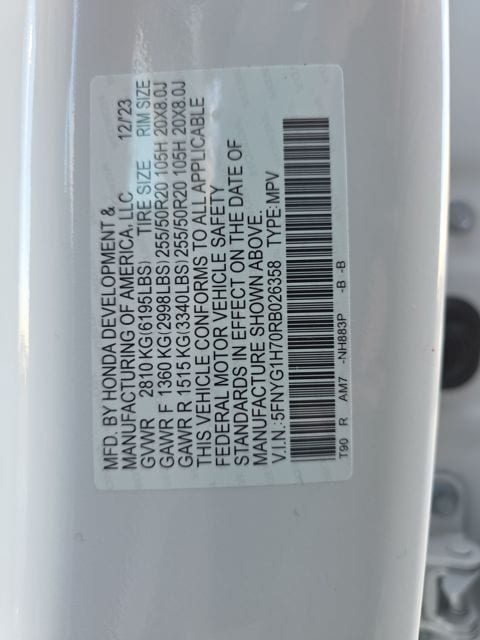 MFD. BY HONDA DEVELOPMENT &
MANUFACTURING OF AMERICA, LLC 12/'23
GVWR 2810 KG(6195LBS) TIRE SIZE RIM SIZE
GAWR F 1360 KG(2998LBS) 255/50R20 105H 20X8.0J
GAWR R 1515 KG(3340LBS) 255/50R20 105H 20X8.0J
THIS VEHICLE CONFORMS TO ALL APPLICABLE
FEDERAL MOTOR VEHICLE SAFETY
STANDARDS IN EFFECT ON THE DATE OF
MANUFACTURE SHOWN ABOVE.
V.I.N.:5FNYG1H70RB026358 TYPE:MPV
T90 R AM7 -NH883P -B -B